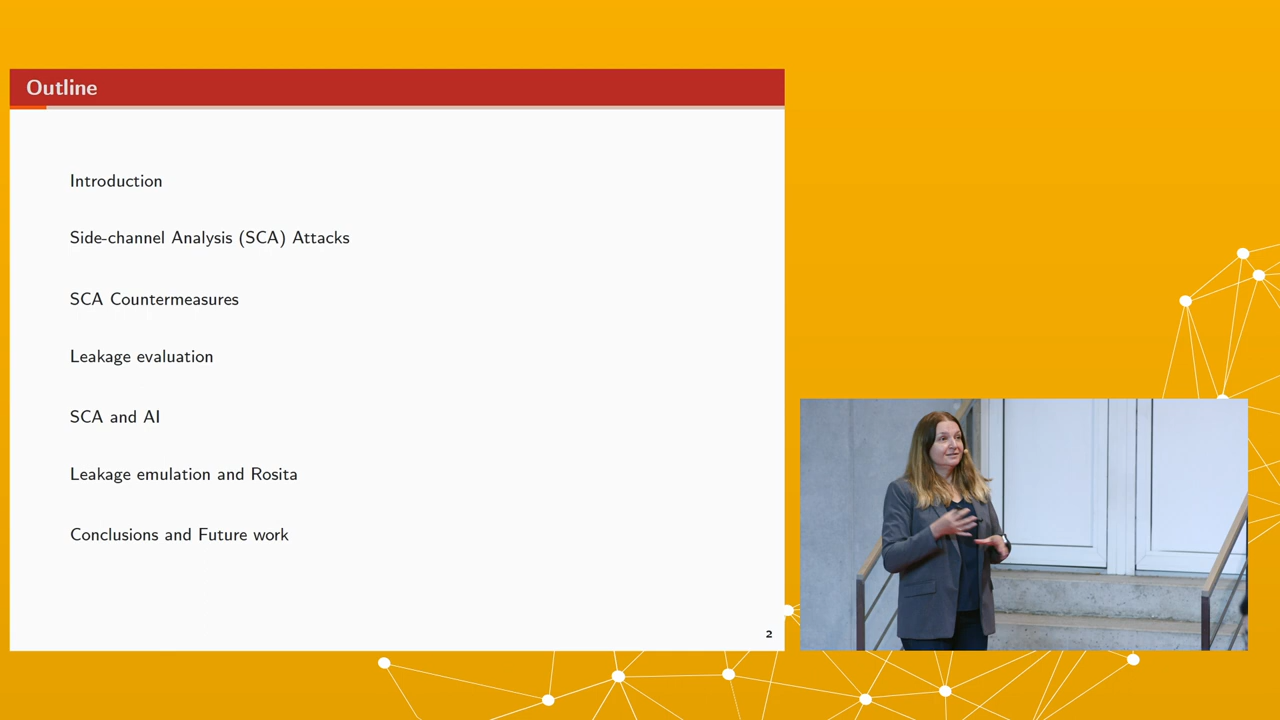 Outline
Introduction
Side-channel Analysis (SCA) Attacks
SCA Countermeasures
Leakage evaluation
SCA and AI
Leakage emulation and Rosita
Conclusions and Future work
2